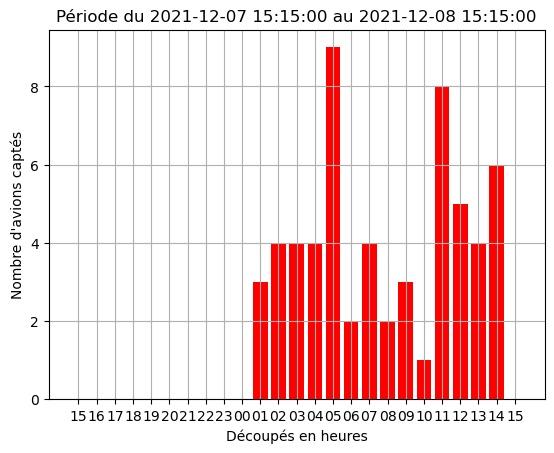 Période du 2021-12-07 15:15:00 au 2021-12-08 15:15:00
Nombre d'avions captés
8
6
4
2
0
15 16 17 18 19 20 21 22 23 00 01 02 03 04 05 06 07 08 09 10 11 12 13 14 15
Découpés en heures